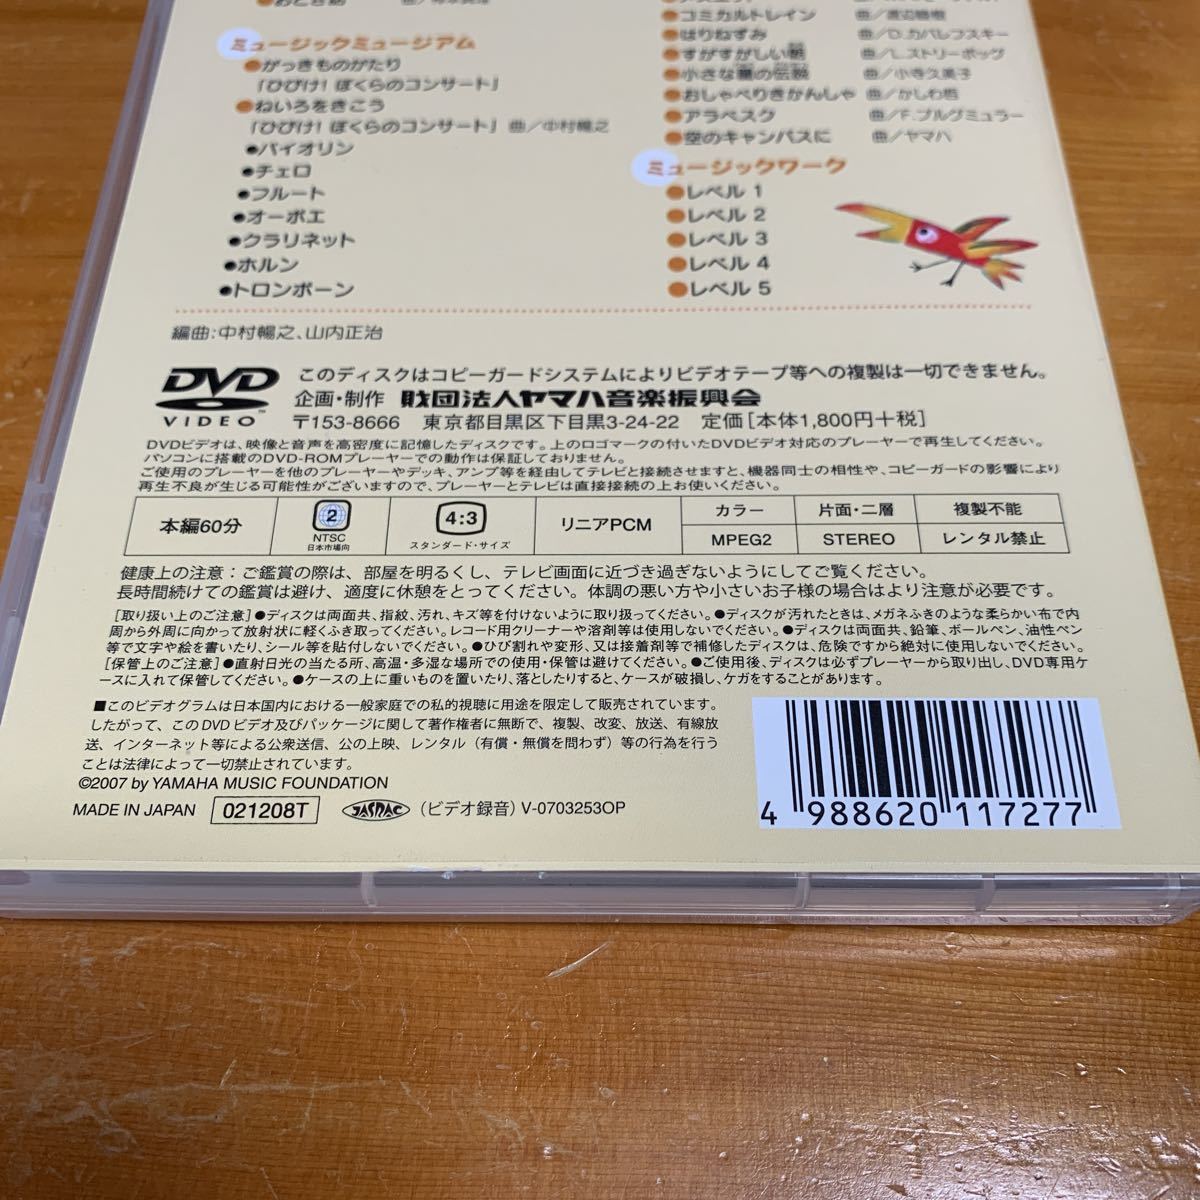 おとぎ話
ミュージックミュージアム
●がっきものがたり
「ひびけ！ぼくらのコンサート」
●ねいろをきこう
「ひびけ！ぼくらのコンサート」 曲／中村暢之
●バイオリン
●チェロ
●フルート
●オーボエ
●クラリネット
●ホルン
●トロンボーン
●コミカルトレイン 曲／渡辺睦樹
●はりねずみ 曲／D.カバレフスキー
●すがすがしい朝 曲／L.ストリーボッグ
●小さな星の伝説 曲／小寺久美子
●おしゃべりきかんしゃ 曲／かしわ哲
●アラベスク 曲／F.ブルグミュラー
●空のキャンバスに 曲／ヤマハ
ミュージックワーク
●レベル 1
●レベル 2
●レベル 3
●レベル 4
●レベル 5
編曲：中村暢之、山内正治
DVD VIDEO™
このディスクはコピーガードシステムによりビデオテープ等への複製は一切できません。
企画・制作 財団法人ヤマハ音楽振興会
〒153-8666 東京都目黒区下目黒3-24-22 定価［本体1,800円+税］
DVDビデオは、映像と音声を高密度に記憶したディスクです。上のロゴマークの付いたDVDビデオ対応のプレーヤーで再生してください。
パソコンに搭載のDVD-ROMプレーヤーでの動作は保証しておりません。
ご使用のプレーヤーを他のプレーヤーやデッキ、アンプ等を経由してテレビと接続させますと、機器同士の相性や、コピーガードの影響により
再生不良が生じる可能性がございますので、プレーヤーとテレビは直接接続の上お使いください。
本編60分
2
NTSC
日本市場向
4:3
スタンダード・サイズ
リニアPCM
カラー
MPEG2
片面・二層
STEREO
複製不能
レンタル禁止
健康上の注意：ご鑑賞の際は、部屋を明るくし、テレビ画面に近づき過ぎないようにしてご覧ください。
長時間続けての鑑賞は避け、適度に休憩をとってください。体調の悪い方や小さいお子様の場合はより注意が必要です。
［取り扱い上のご注意］●ディスクは両面共、指紋、汚れ、キズ等を付けないように取り扱ってください。●ディスクが汚れたときは、メガネふきのような柔らかい布で内
周から外周に向かって放射状に軽くふき取ってください。レコード用クリーナーや溶剤等は使用しないでください。●ディスクは両面共、鉛筆、ボールペン、油性ペン
等で文字や絵を書いたり、シール等を貼付しないでください。●ひび割れや変形、又は接着剤等で補修したディスクは、危険ですから絶対に使用しないでください。
［保管上のご注意］●直射日光の当たる所、高温・多湿な場所での使用・保管は避けてください。●ご使用後、ディスクは必ずプレーヤーから取り出し、DVD専用ケ
ースに入れて保管してください。●ケースの上に重いものを置いたり、落としたりすると、ケースが破損し、ケガをすることがあります。
■このビデオグラムは日本国内における一般家庭での私的視聴に用途を限定して販売されています。
したがって、このDVDビデオ及びパッケージに関して著作権者に無断で、複製、改変、放送、有線放
送、インターネット等による公衆送信、公の上映、レンタル（有償・無償を問わず）等の行為を行う
ことは法律によって一切禁止されています。
©2007 by YAMAHA MUSIC FOUNDATION
MADE IN JAPAN 021208T JASRAC （ビデオ録音）V-0703253OP
4 988620 117277